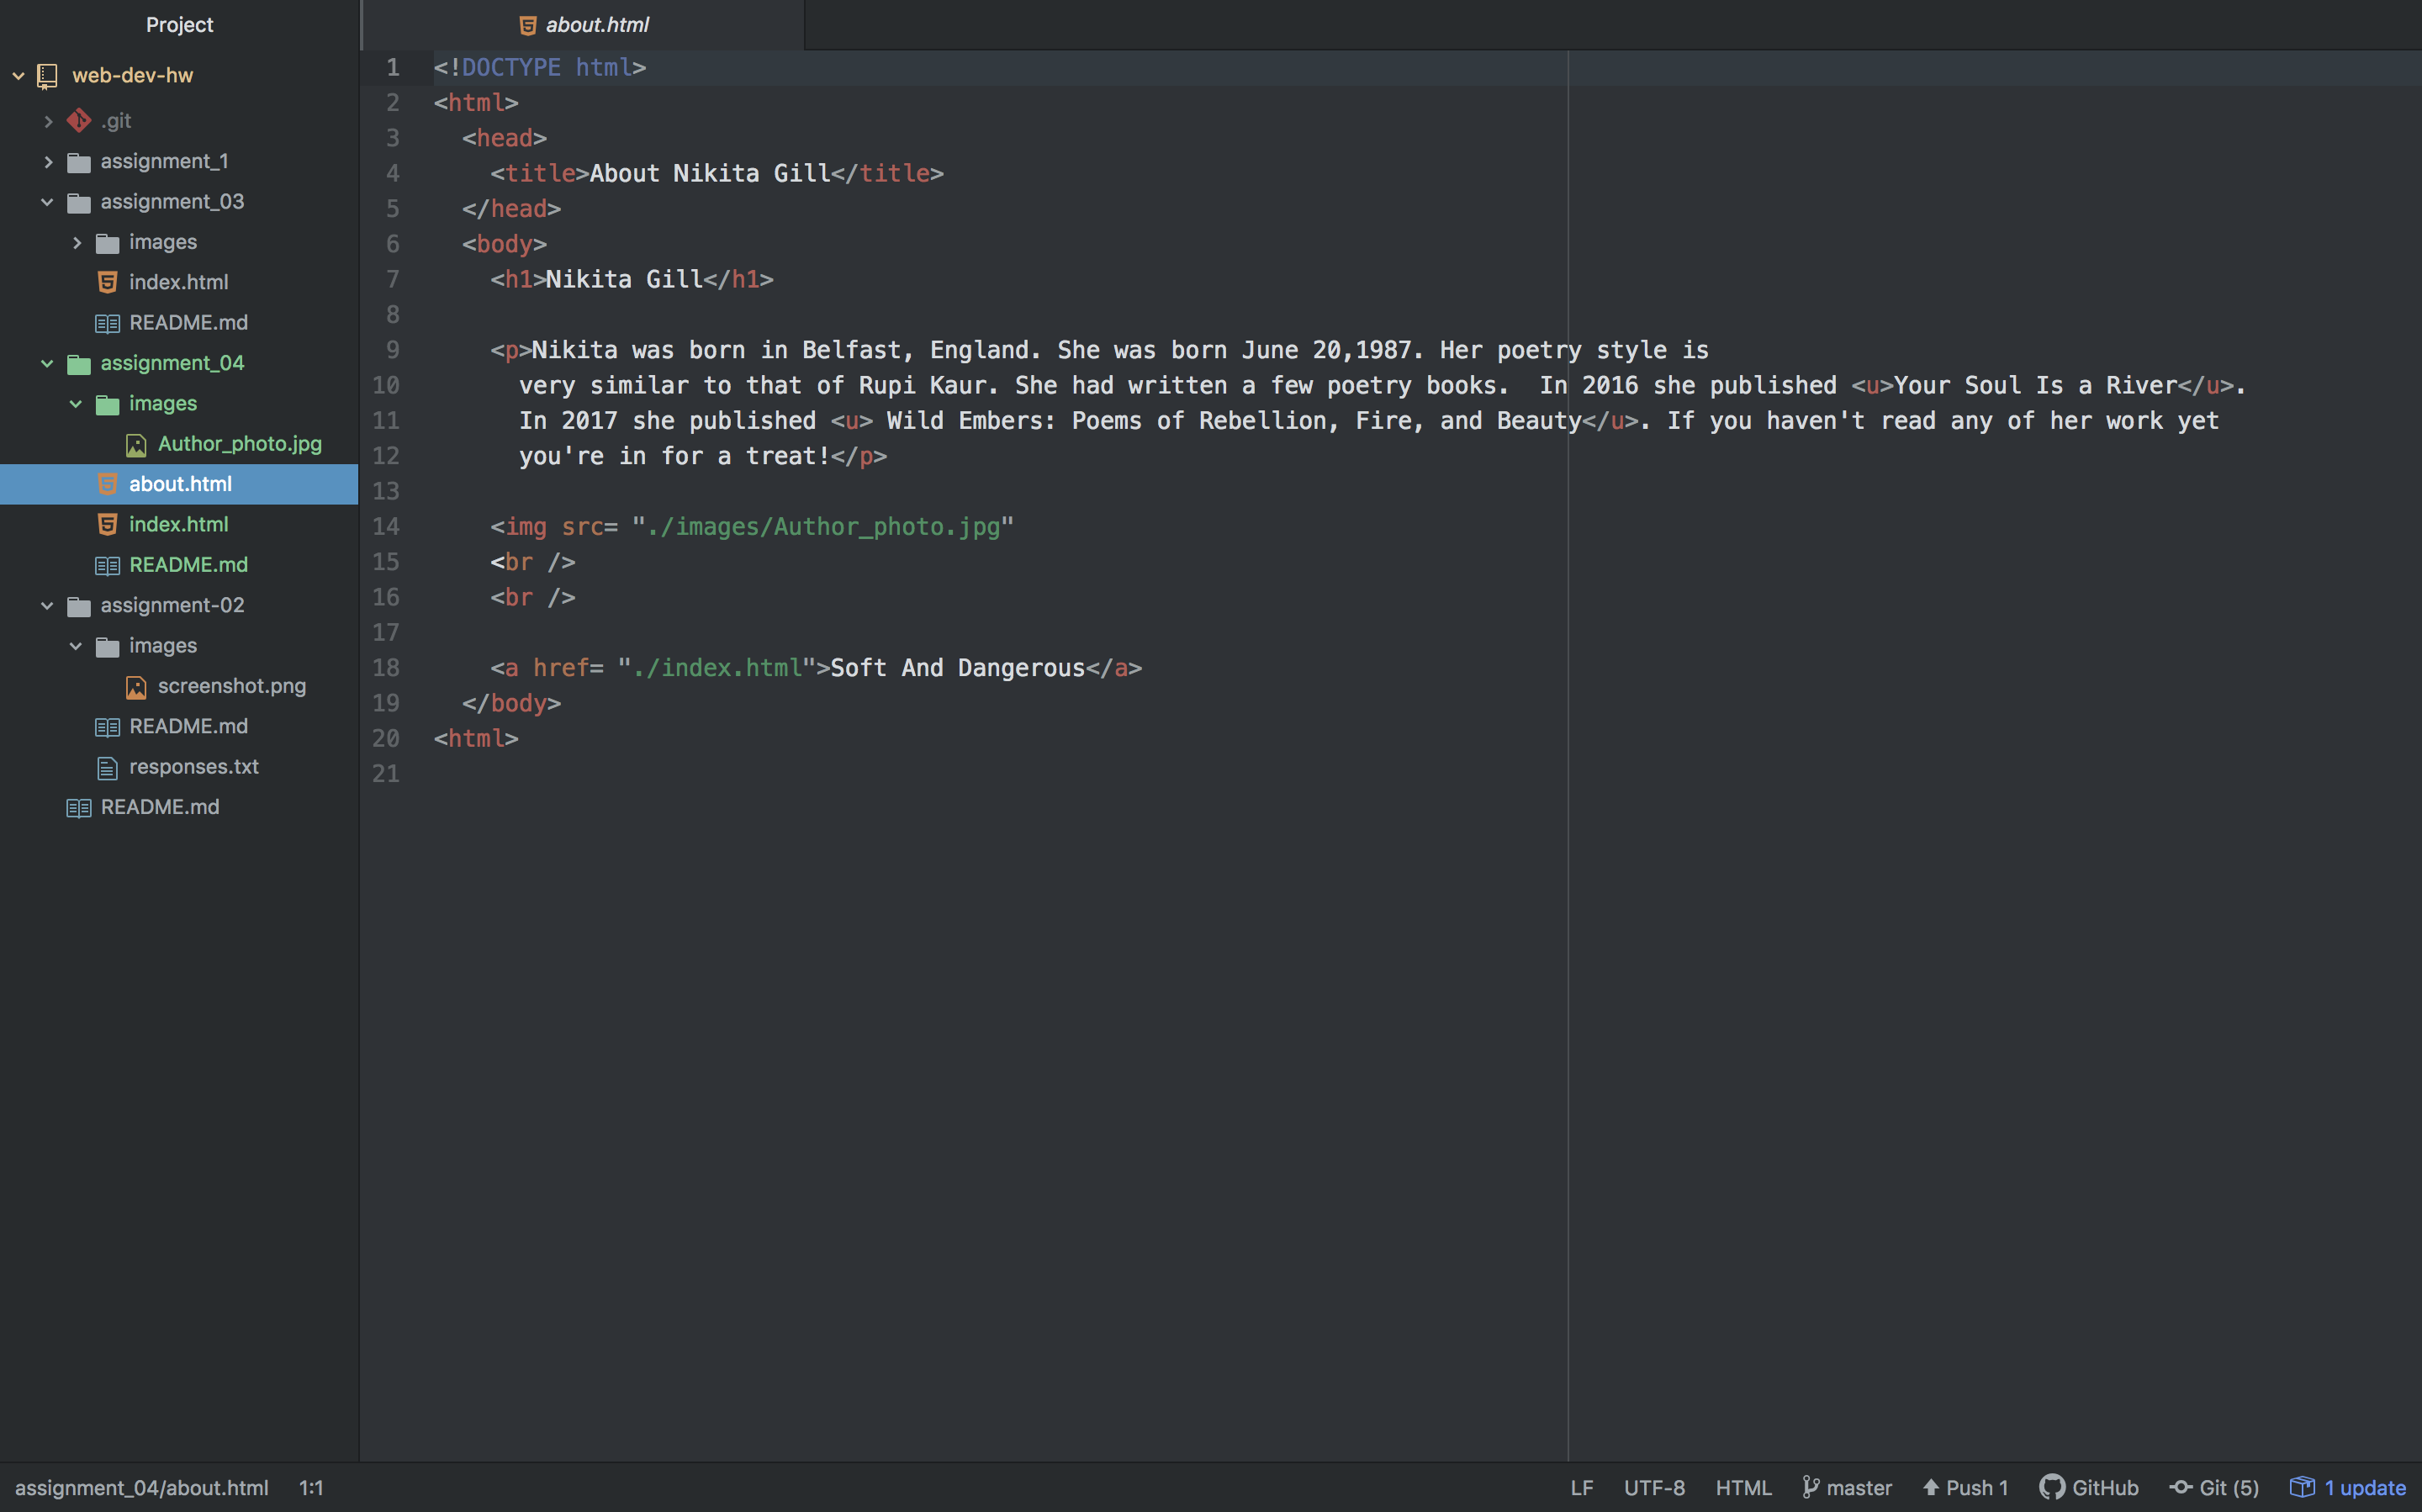 Project
web-dev-hw
.git
assignment_1
assignment_03
images
index.html
README.md
assignment_04
images
Author_photo.jpg
about.html
index.html
README.md
assignment-02
images
screenshot.png
README.md
responses.txt
README.md
about.html
1 <!DOCTYPE html>
2 <html>
3   <head>
4     <title>About Nikita Gill</title>
5   </head>
6   <body>
7     <h1>Nikita Gill</h1>
8
9     <p>Nikita was born in Belfast, England. She was born June 20,1987. Her poetry style is
10       very similar to that of Rupi Kaur. She had written a few poetry books.  In 2016 she published <u>Your Soul Is a River</u>.
11       In 2017 she published <u> Wild Embers: Poems of Rebellion, Fire, and Beauty</u>. If you haven't read any of her work yet
12       you're in for a treat!</p>
13
14     <img src= "./images/Author_photo.jpg"
15     <br />
16     <br />
17
18     <a href= "./index.html">Soft And Dangerous</a>
19   </body>
20 <html>
21
assignment_04/about.html 1:1 LF UTF-8 HTML master Push 1 GitHub Git (5) 1 update